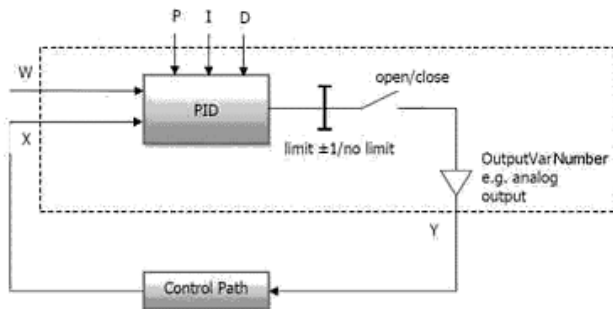 P I D
W
open/close
PID
X
limit ±1/no limit
OutputVarNumber
e.g. analog
output
Y
Control Path